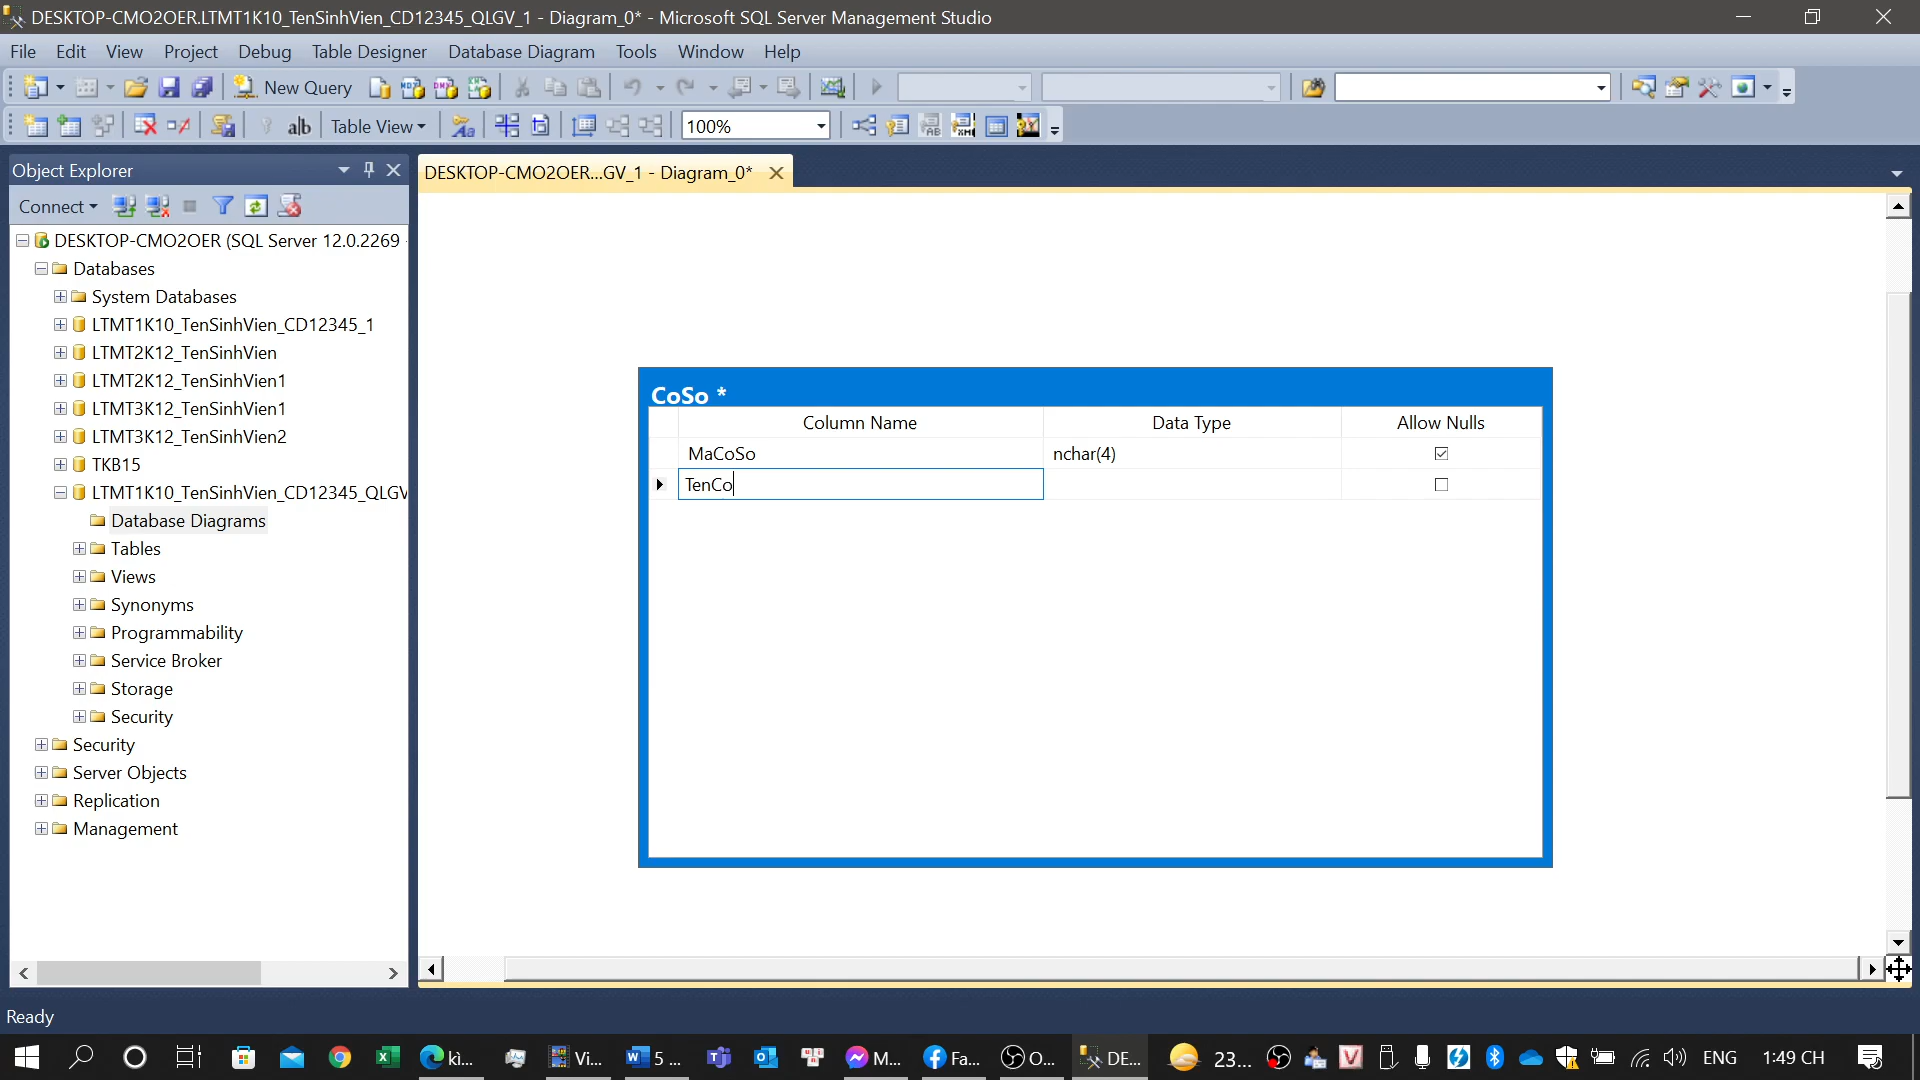 DESKTOP-CMO2OER.LTMT1K10_TenSinhVien_CD12345_QLGV_1 - Diagram_0* - Microsoft SQL Server Management Studio
File Edit View Project Debug Table Designer Database Diagram Tools Window Help
New Query
Table View 100%
Object Explorer
DESKTOP-CMO2OER...GV_1 - Diagram_0*
Connect
DESKTOP-CMO2OER (SQL Server 12.0.2269
Databases
System Databases
LTMT1K10_TenSinhVien_CD12345_1
LTMT2K12_TenSinhVien
LTMT2K12_TenSinhVien1
LTMT3K12_TenSinhVien1
LTMT3K12_TenSinhVien2
TKB15
LTMT1K10_TenSinhVien_CD12345_QLGV
Database Diagrams
Tables
Views
Synonyms
Programmability
Service Broker
Storage
Security
Security
Server Objects
Replication
Management
CoSo *
Column Name Data Type Allow Nulls
MaCoSo nchar(4)
TenCo
Ready
kì... Vi... 5 ... M... Fa... O... DE... 23... ENG 1:49 CH